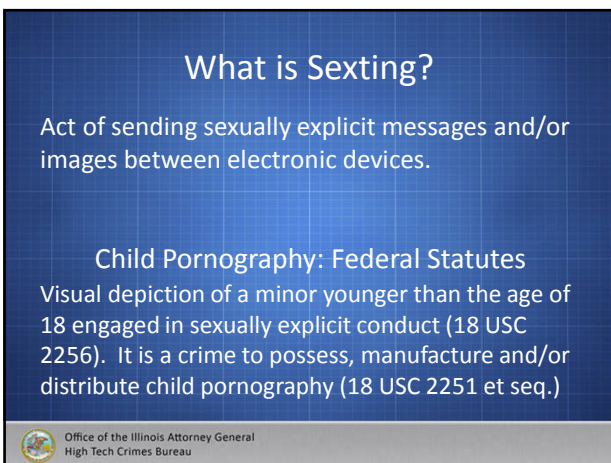 What is Sexting?
Act of sending sexually explicit messages and/or
images between electronic devices.
Child Pornography: Federal Statutes
Visual depiction of a minor younger than the age of
18 engaged in sexually explicit conduct (18 USC
2256).  It is a crime to possess, manufacture and/or
distribute child pornography (18 USC 2251 et seq.)
Office of the Illinois Attorney General
High Tech Crimes Bureau